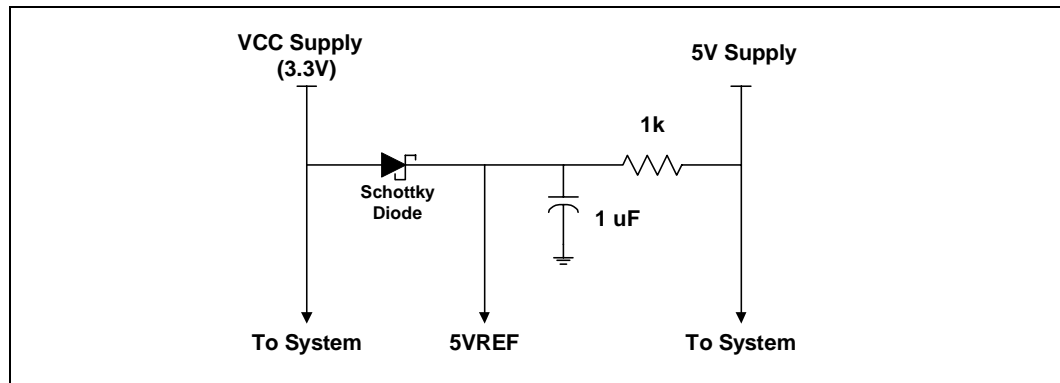 VCC Supply
(3.3V)
5V Supply
1k
Schottky
Diode
1 uF
To System
5VREF
To System